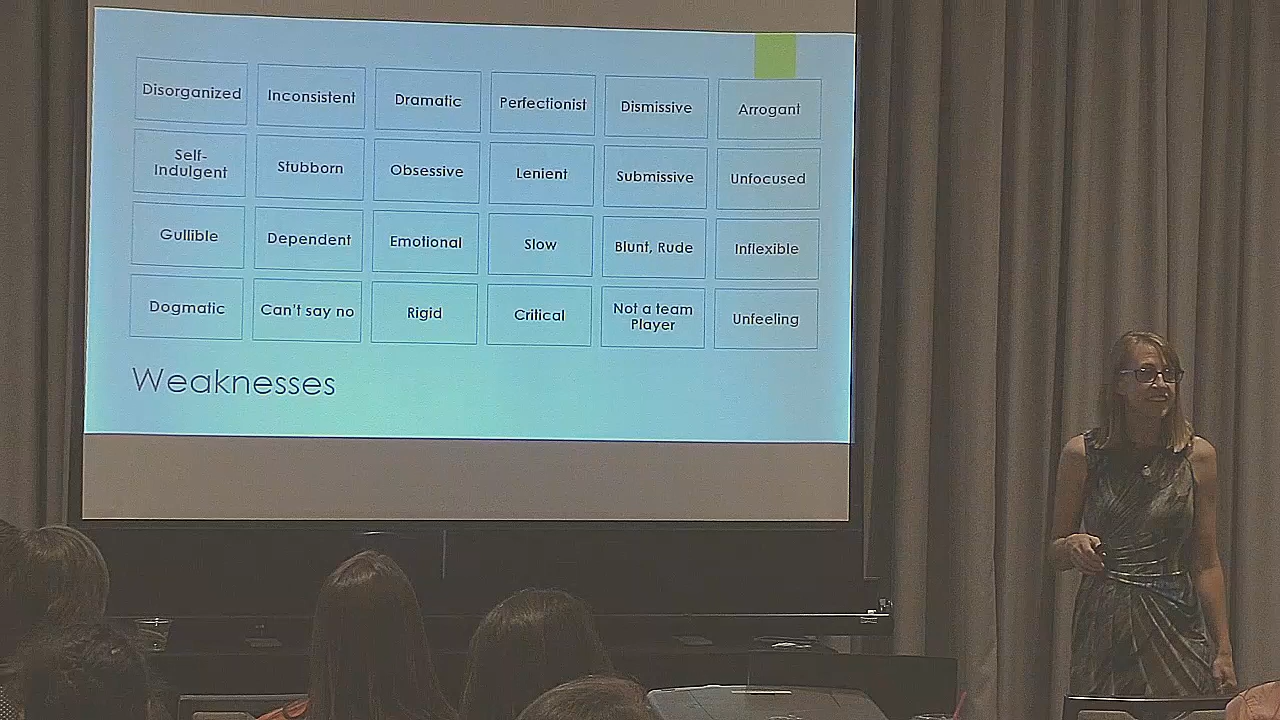 Disorganized
Inconsistent
Dramatic
Perfectionist
Dismissive
Arrogant
Self-
Indulgent
Stubborn
Obsessive
Lenient
Submissive
Unfocused
Gullible
Dependent
Emotional
Slow
Blunt, Rude
Inflexible
Dogmatic
Can't say no
Rigid
Critical
Not a team
Player
Unfeeling
Weaknesses